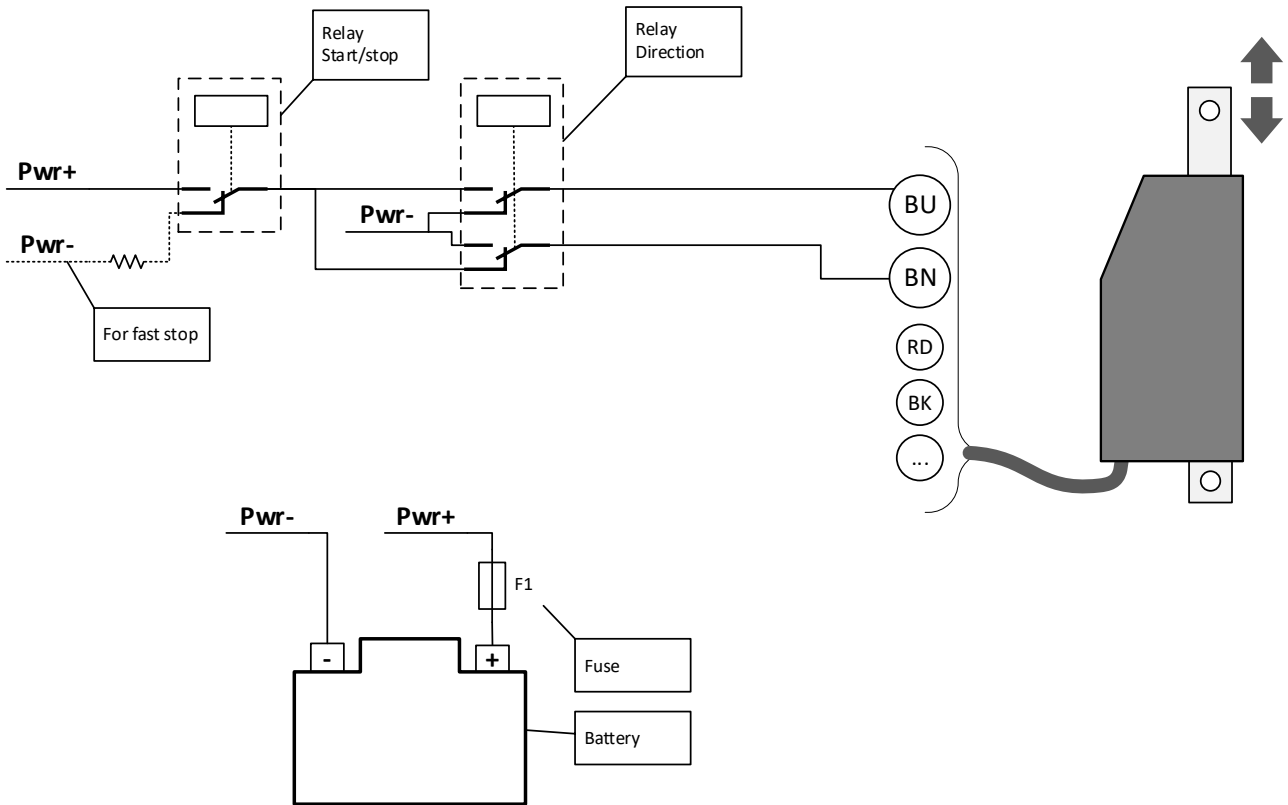 Relay
Start/stop
Relay
Direction
Pwr+
Pwr-
Pwr-
For fast stop
BU
BN
RD
BK
...
Pwr-
Pwr+
F1
-
+
Fuse
Battery